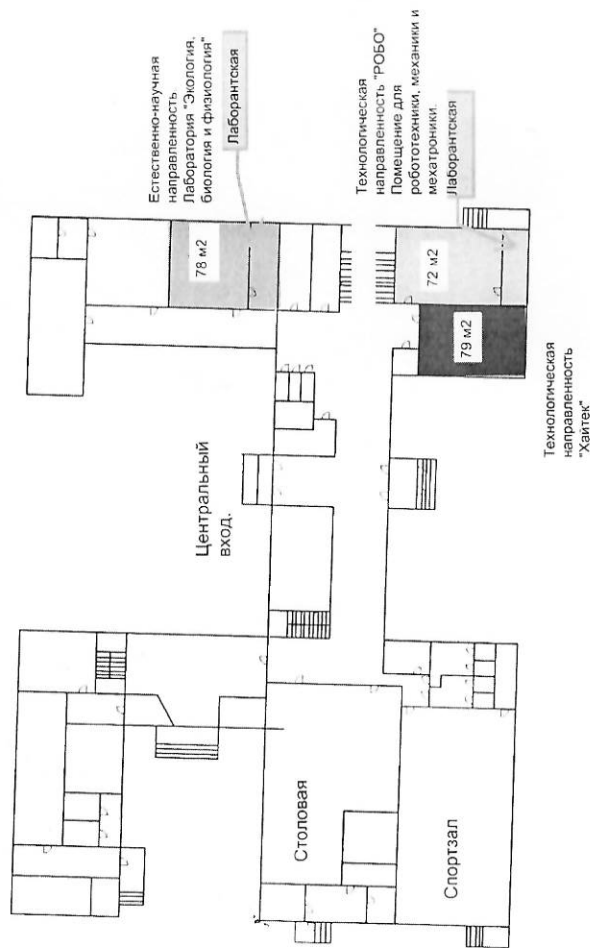 Естественно-научная
направленность
Лаборатория "Экология,
биология и физиология"
Лаборантская
Технологическая
направленность "РОБО"
Помещение для
робототехники, механики и
мехатроники.
Лаборантская
78 м2
72 м2
79 м2
Технологическая
направленность
"Хайтек"
Центральный
вход.
Столовая
Спортзал